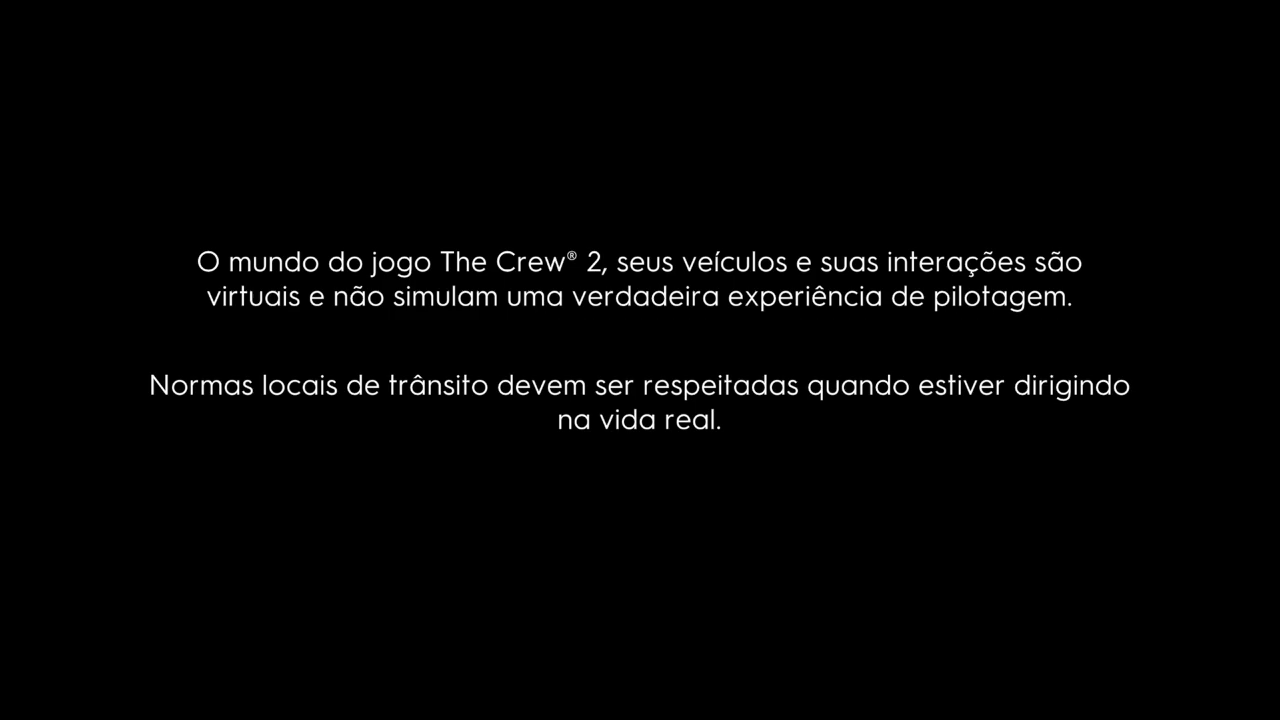 O mundo do jogo The Crew® 2, seus veículos e suas interações são
virtuais e não simulam uma verdadeira experiência de pilotagem.
Normas locais de trânsito devem ser respeitadas quando estiver dirigindo
na vida real.